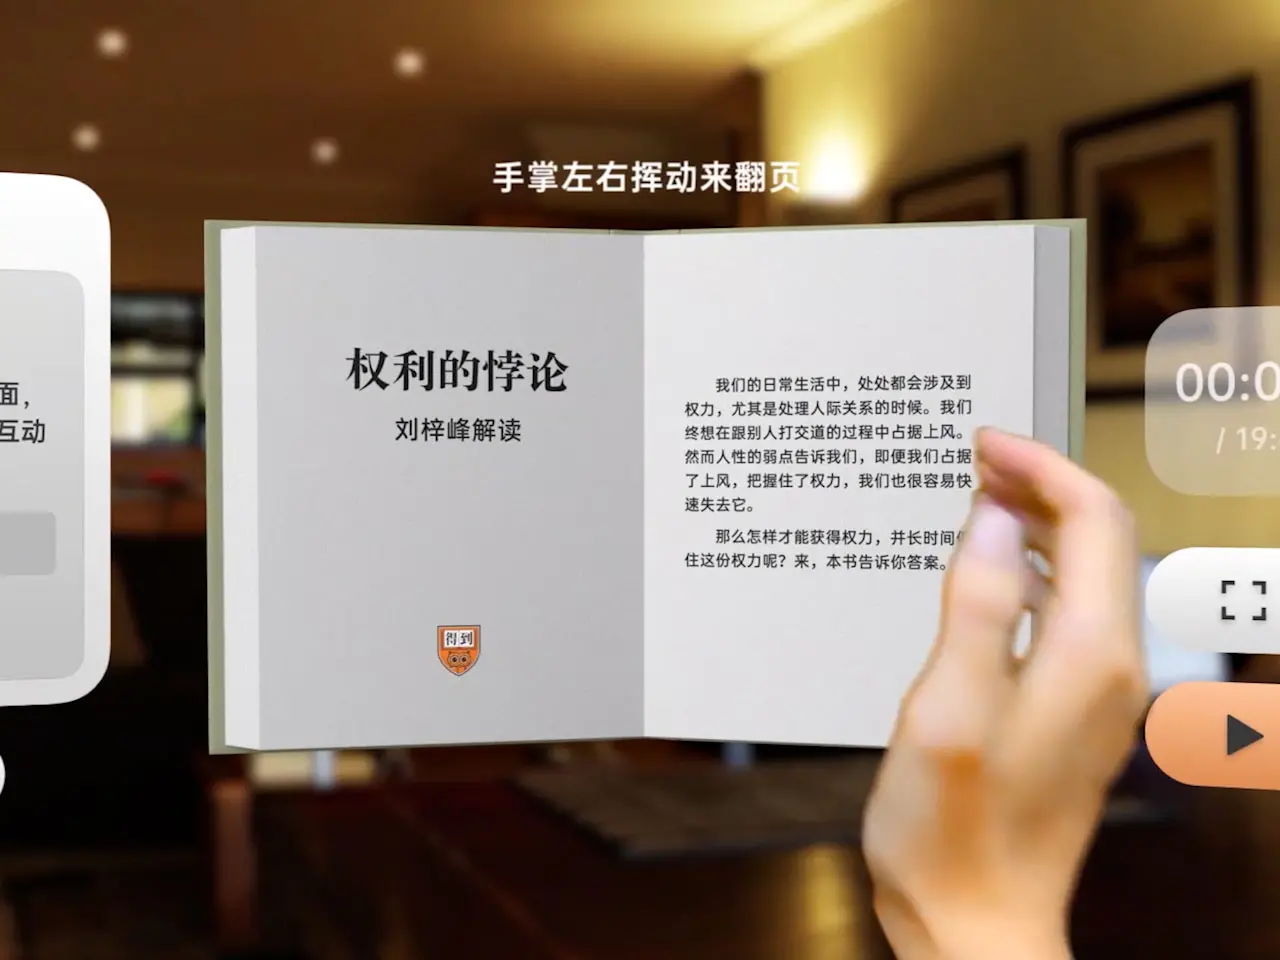 手掌左右挥动来翻页
面，
互动
权利的悖论
刘梓峰解读
得到
我们的日常生活中，处处都会涉及到
权力，尤其是处理人际关系的时候。我们
终想在跟别人打交道的过程中占据上风。
然而人性的弱点告诉我们，即便我们占据
了上风，把握住了权力，我们也很容易快
速失去它。
那么怎样才能获得权力，并长时间
住这份权力呢？来，本书告诉你答案。
00:0
/ 19: